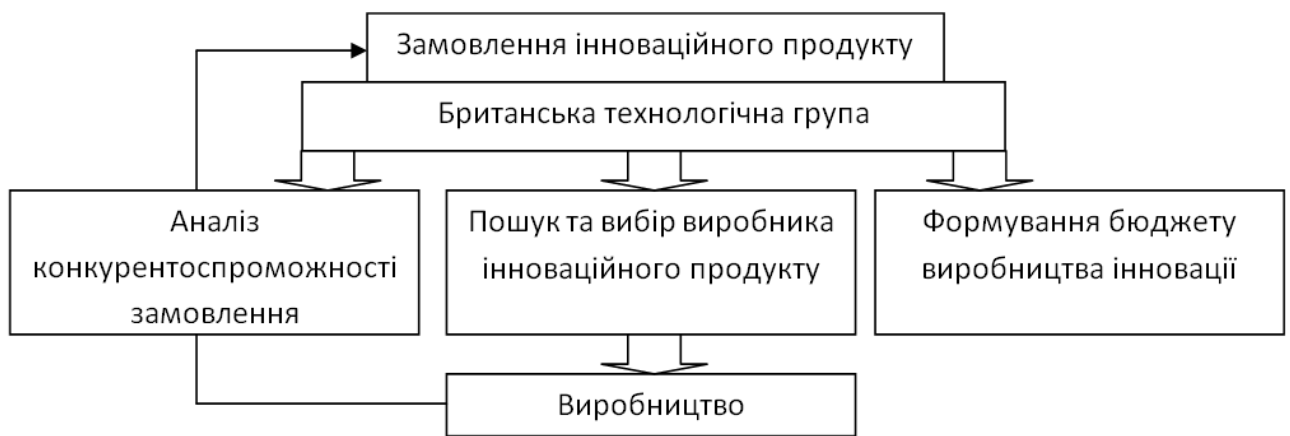 Замовлення інноваційного продукту
Британська технологічна група
Аналіз
конкурентоспроможності
замовлення
Пошук та вибір виробника
інноваційного продукту
Формування бюджету
виробництва інновації
Виробництво